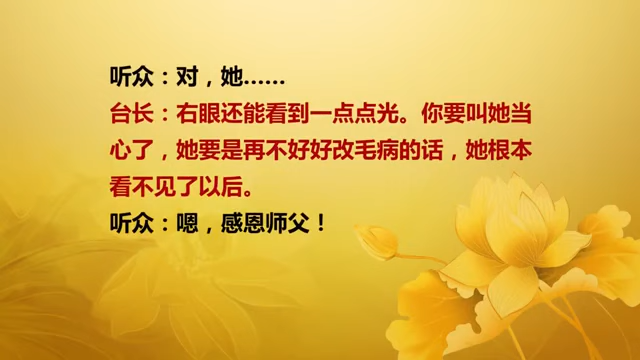 听众：对，她……
台长：右眼还能看到一点点光。你要叫她当
心了，她要是再不好好改毛病的话，她根本
看不见了以后。
听众：嗯，感恩师父！